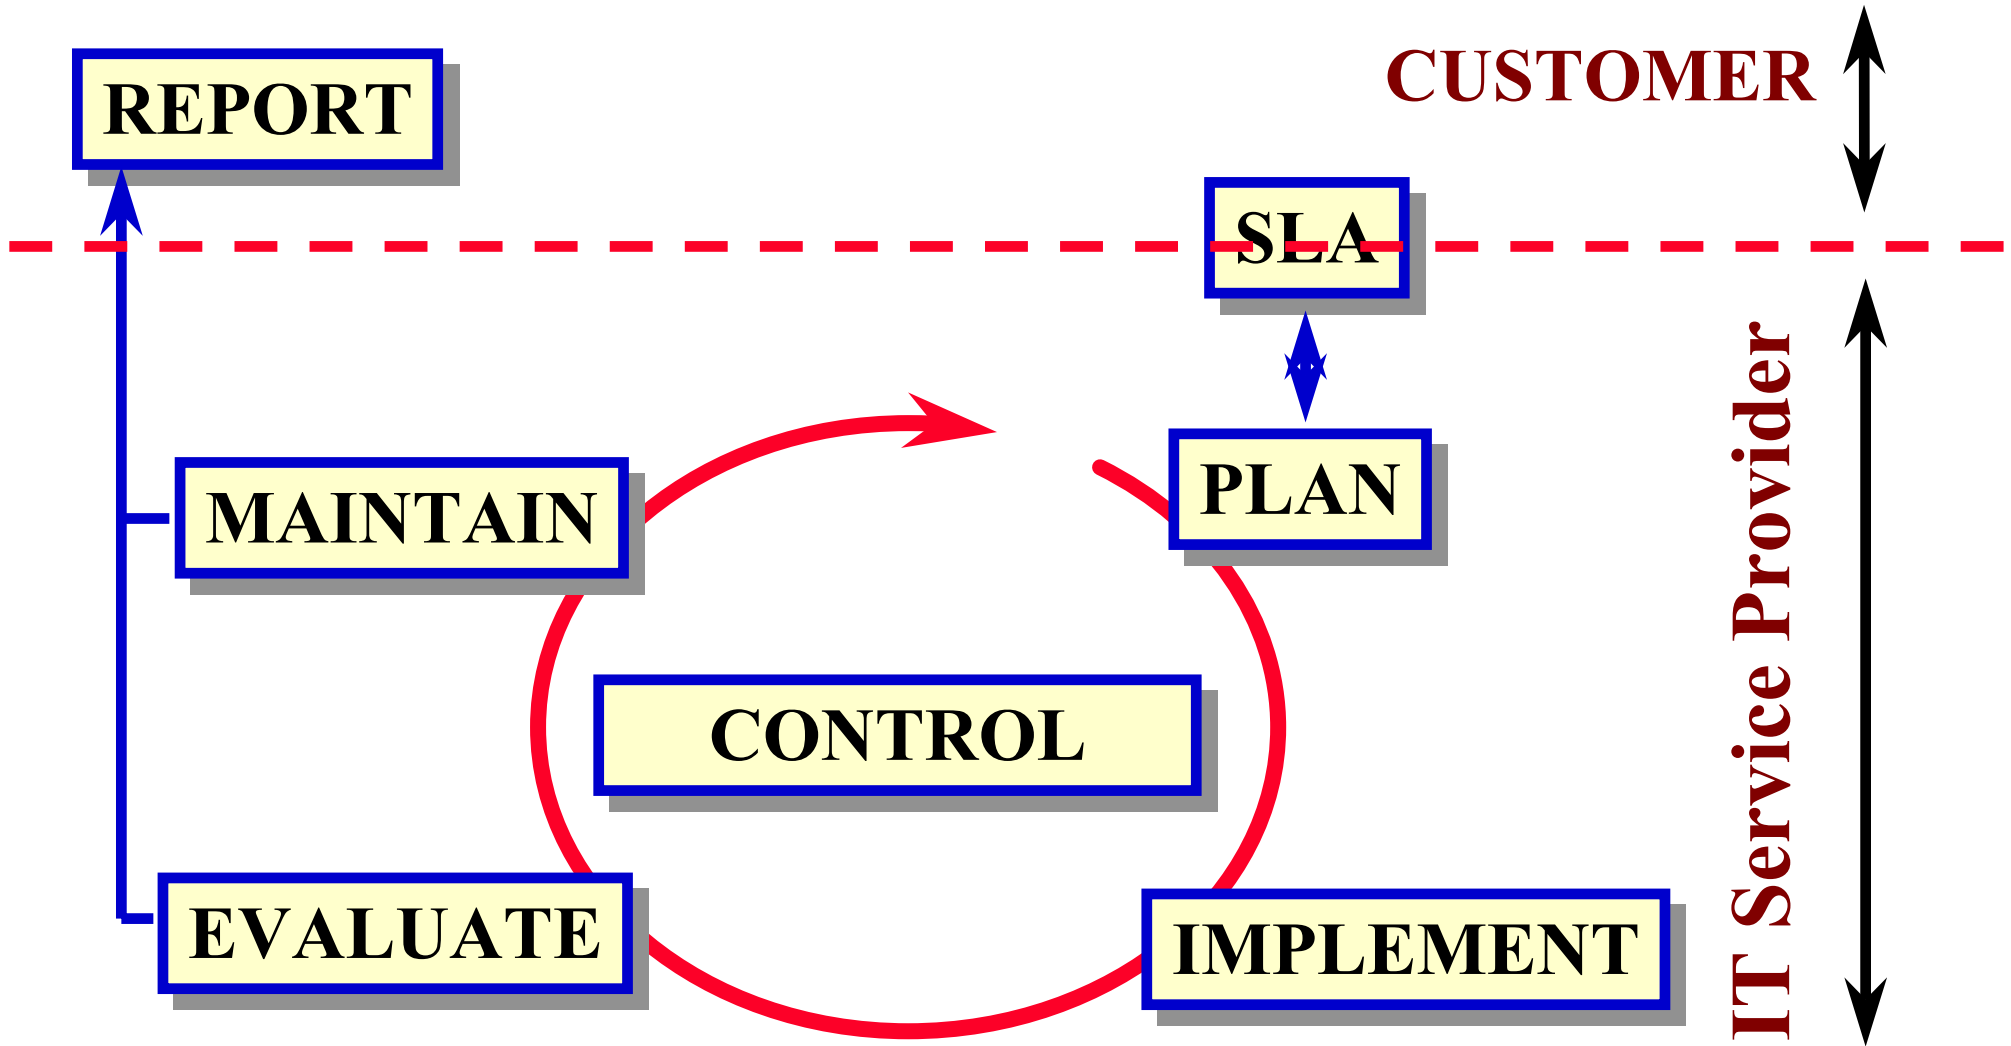 REPORT
CUSTOMER
SLA
MAINTAIN
PLAN
CONTROL
EVALUATE
IMPLEMENT
IT Service Provider